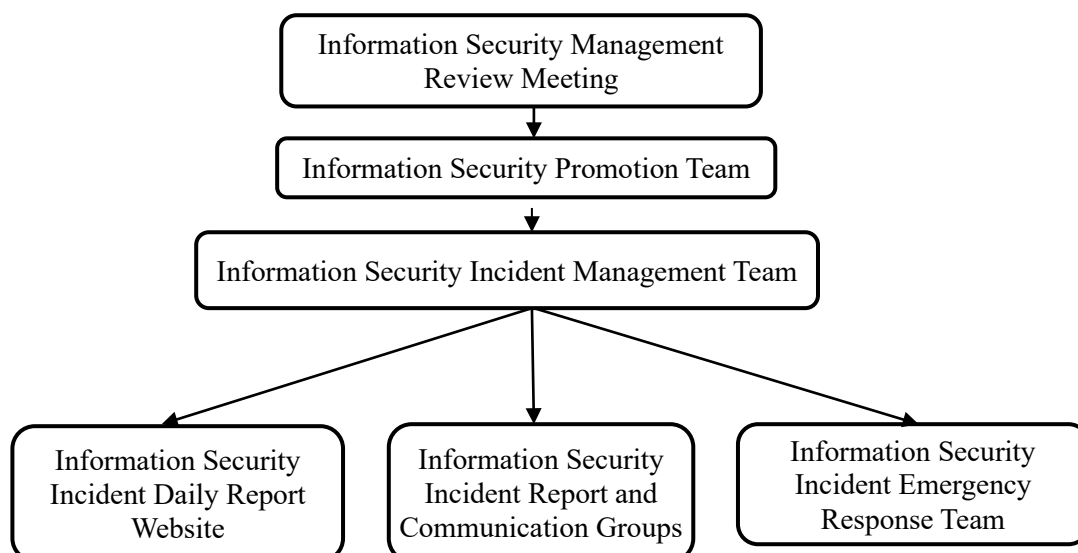 Information Security Management
Review Meeting
Information Security Promotion Team
Information Security Incident Management Team
Information Security
Incident Daily Report
Website
Information Security
Incident Report and
Communication Groups
Information Security
Incident Emergency
Response Team